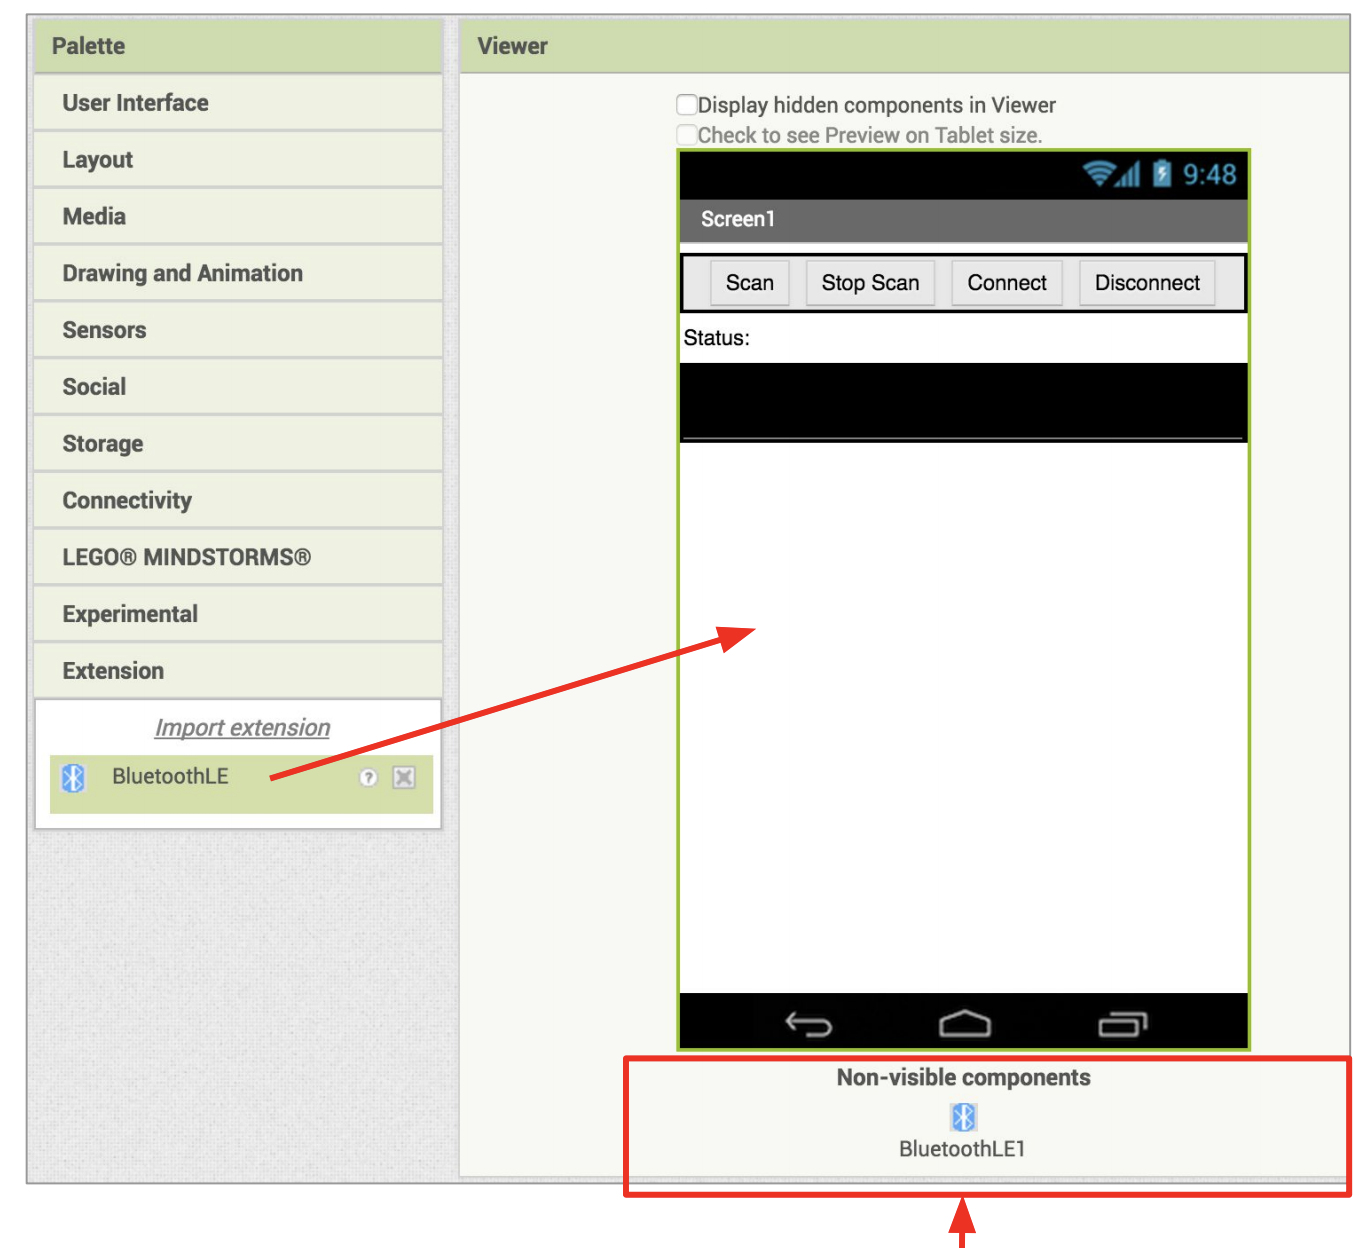 Palette
User Interface
Layout
Media
Drawing and Animation
Sensors
Social
Storage
Connectivity
LEGO® MINDSTORMS®
Experimental
Extension
Import extension
BluetoothLE ?
Viewer
Display hidden components in Viewer
Check to see Preview on Tablet size.
9:48
Screen1
Scan Stop Scan Connect Disconnect
Status:
Non-visible components
BluetoothLE1